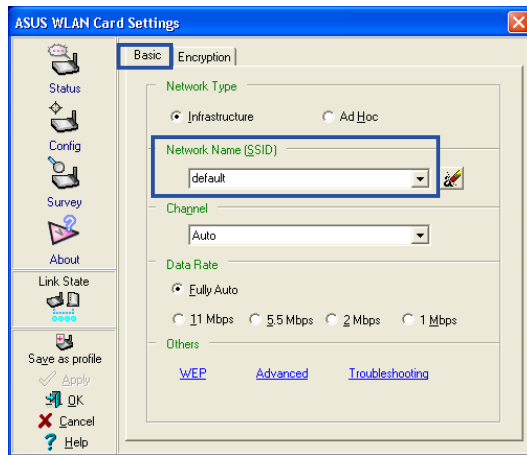 ASUS WLAN Card Settings
Status
Config
Survey
About
Link State
Save as profile
Apply
OK
Cancel
Help
Basic
Encryption
Network Type
Infrastructure
Ad Hoc
Network Name (SSID)
default
Channel
Auto
Data Rate
Fully Auto
11 Mbps
5.5 Mbps
2 Mbps
1 Mbps
Others
WEP
Advanced
Troubleshooting